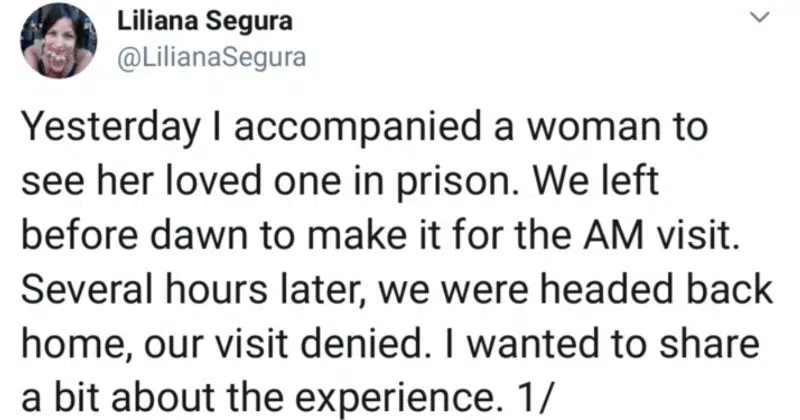 Liliana Segura
@LilianaSegura
Yesterday I accompanied a woman to
see her loved one in prison. We left
before dawn to make it for the AM visit.
Several hours later, we were headed back
home, our visit denied. I wanted to share
a bit about the experience. 1/